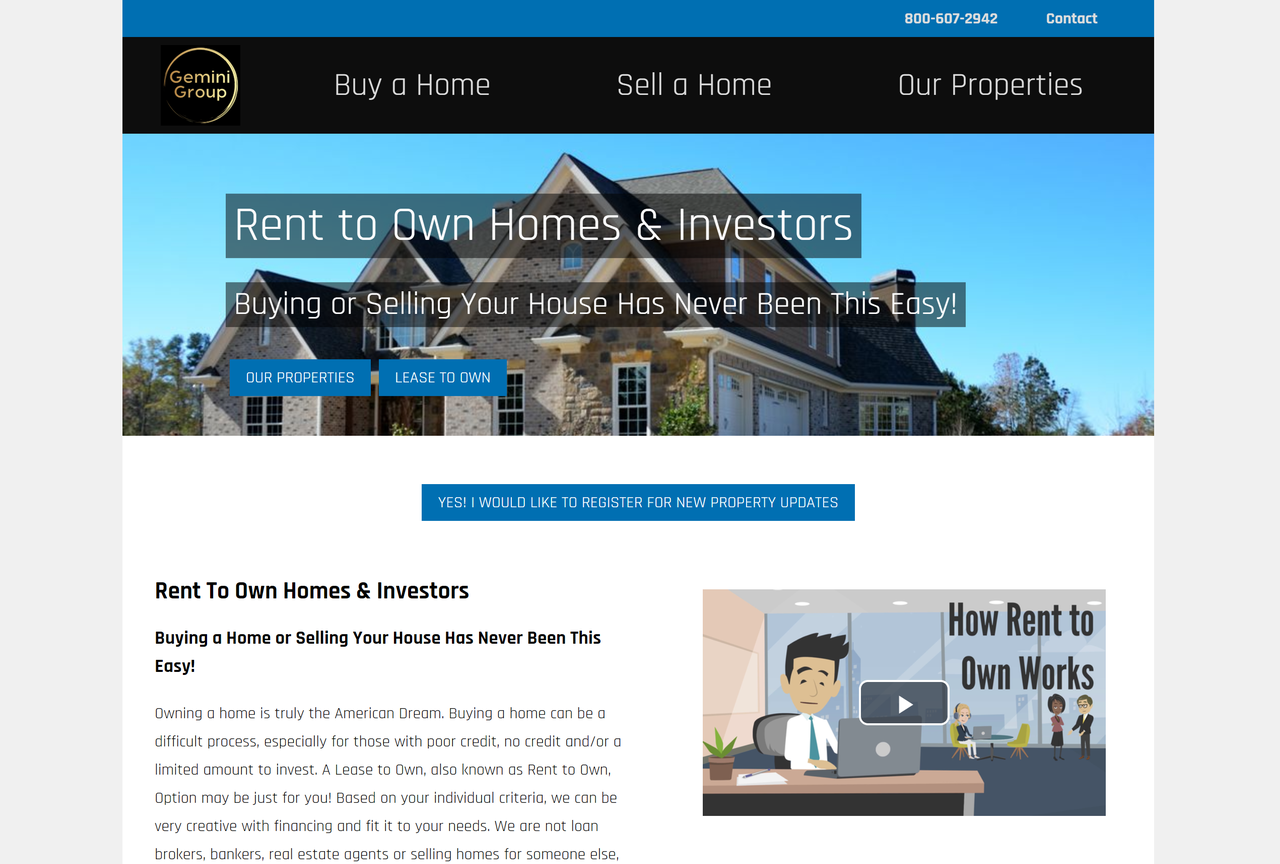 800-607-2942 Contact
Gemini
Group
Buy a Home Sell a Home Our Properties
Rent to Own Homes & Investors
Buying or Selling Your House Has Never Been This Easy!
OUR PROPERTIES LEASE TO OWN
YES! I WOULD LIKE TO REGISTER FOR NEW PROPERTY UPDATES
Rent To Own Homes & Investors
Buying a Home or Selling Your House Has Never Been This
Easy!
Owning a home is truly the American Dream. Buying a home can be a
difficult process, especially for those with poor credit, no credit and/or a
limited amount to invest. A Lease to Own, also known as Rent to Own,
Option may be just for you! Based on your individual criteria, we can be
very creative with financing and fit it to your needs. We are not loan
brokers, bankers, real estate agents or selling homes for someone else,
How Rent to
Own Works